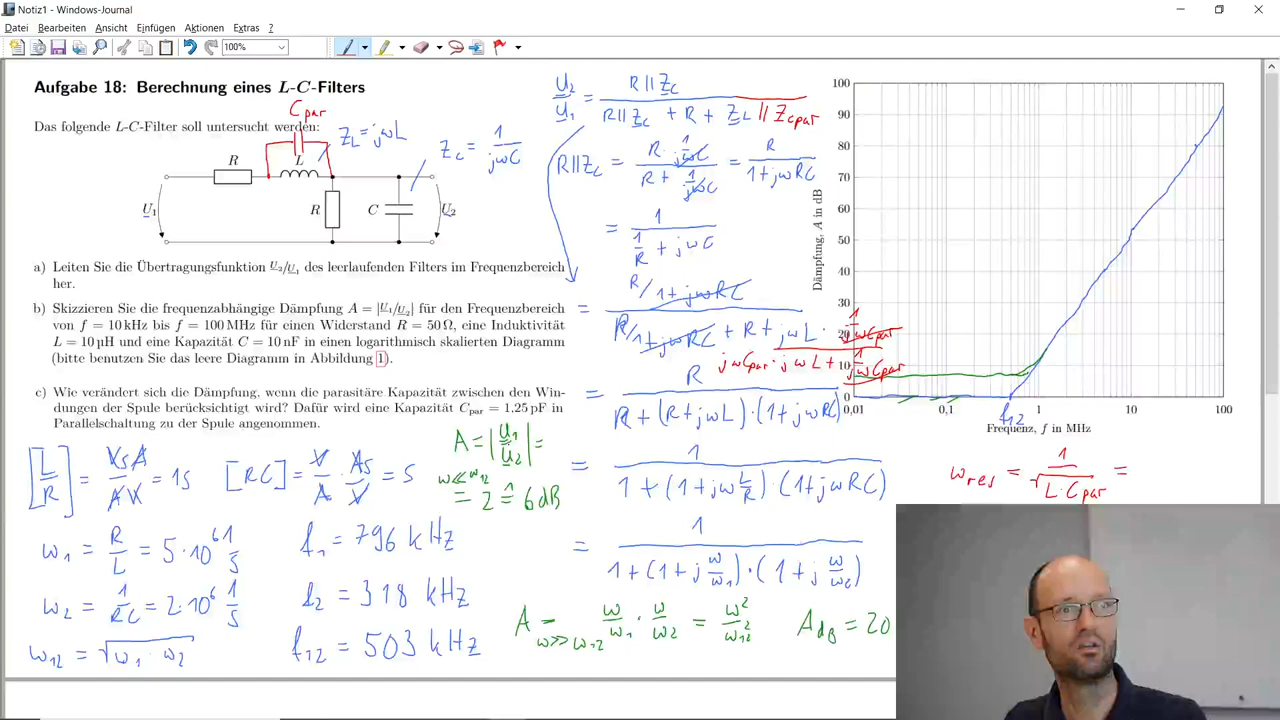 Notiz1 - Windows-Journal
Datei Bearbeiten Ansicht Einfügen Aktionen Extras ?
100%
Aufgabe 18: Berechnung eines L-C-Filters
Das folgende L-C-Filter soll untersucht werden:
C_par
Z_L = jωL
Z_C = 1/jωC
R L
U_1 R C U_2
a) Leiten Sie die Übertragungsfunktion U_2/U_1 des leerlaufenden Filters im Frequenzbereich
her.
b) Skizzieren Sie die frequenzabhängige Dämpfung A = |U_1/U_2| für den Frequenzbereich
von f = 10 kHz bis f = 100 MHz für einen Widerstand R = 50 Ω, eine Induktivität
L = 10 µH und eine Kapazität C = 10 nF in einen logarithmisch skalierten Diagramm
(bitte benutzen Sie das leere Diagramm in Abbildung 1).
c) Wie verändert sich die Dämpfung, wenn die parasitäre Kapazität zwischen den Win-
dungen der Spule berücksichtigt wird? Dafür wird eine Kapazität C_par = 1.25 pF in
Parallelschaltung zu der Spule angenommen.
[L/R] = VsA/AV = 1s
[RC] = V/A · As/V = s
ω_1 = R/L = 5·10^6 1/s
f_1 = 796 kHz
ω_2 = 1/RC = 2·10^6 1/s
f_2 = 318 kHz
ω_12 = √ω_1 · ω_2
f_12 = 503 kHz
A = |U_1/U_2| =
ω≪ω_12
= 2 ≙ 6 dB
U_2/U_1 = R||Z_C / R||Z_C + R + Z_L || Z_Cpar
R||Z_C = R · 1/jωC / R + 1/jωC = R / 1+jωRC
= 1 / 1/R + jωC
= R/1+jωRC / R/1+jωRC + R + jωL · 1/jωCpar
jωCpar · jωL + 1/jωCpar
= R / R + (R+jωL)·(1+jωRC)
= 1 / 1+(1+jω L/R)·(1+jωRC)
= 1 / 1+(1+j ω/ω_1)·(1+j ω/ω_2)
A = ω/ω_1 · ω/ω_2 = ω²/ω²_12
ω≫ω_12
A_dB = 20
100
90
80
70
60
50
40
30
20
10
0
Dämpfung, A in dB
0,01 0,1 1 10 100
f_12
Frequenz, f in MHz
ω_res = 1/√L·C_par =